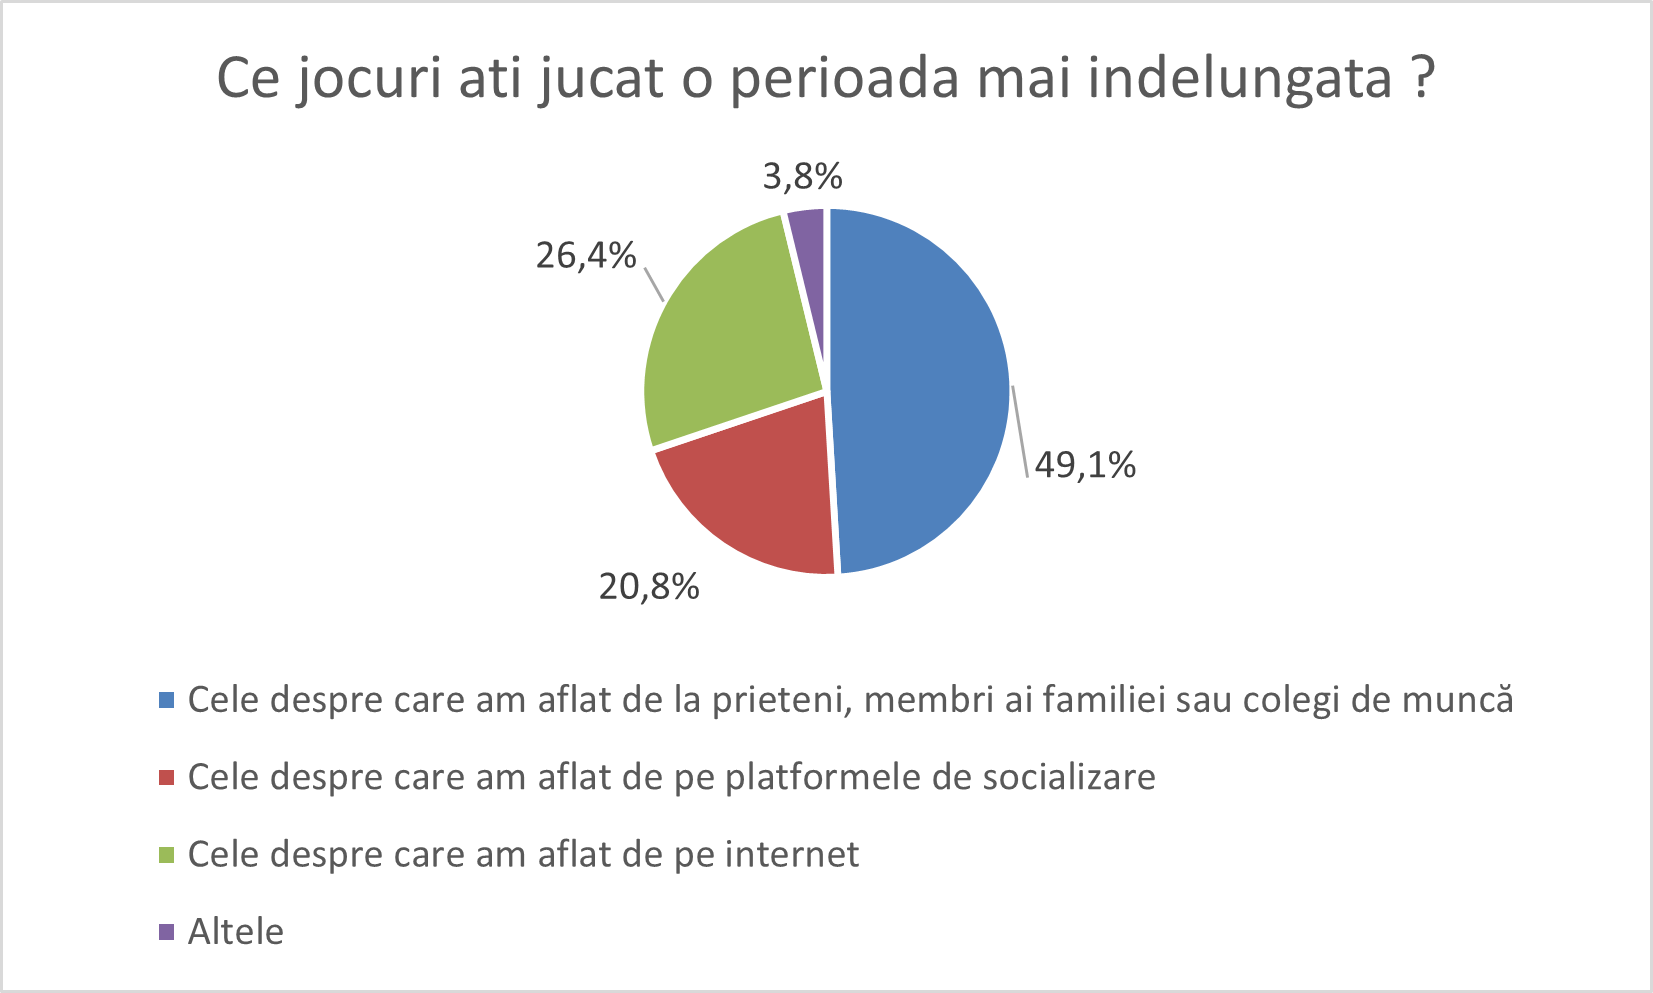 Ce jocuri ati jucat o perioada mai indelungata ?
3,8%
26,4%
49,1%
20,8%
Cele despre care am aflat de la prieteni, membri ai familiei sau colegi de muncă
Cele despre care am aflat de pe platformele de socializare
Cele despre care am aflat de pe internet
Altele